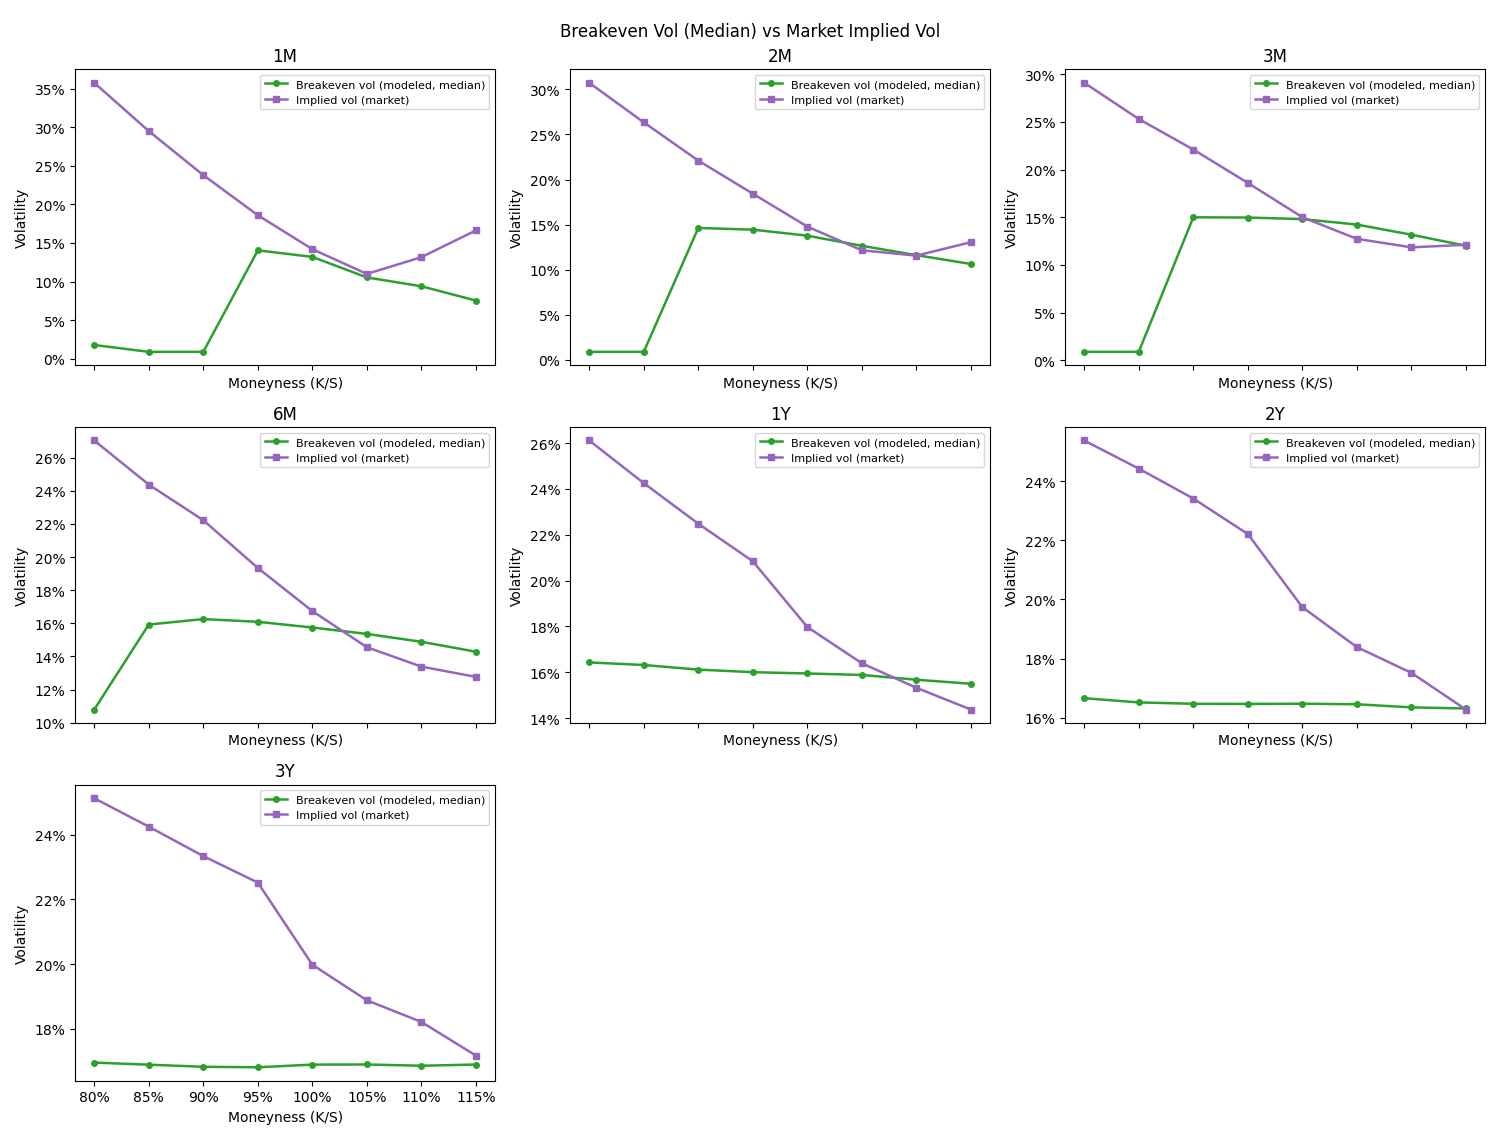 Breakeven Vol (Median) vs Market Implied Vol
1M
Breakeven vol (modeled, median)
Implied vol (market)
35%
30%
25%
20%
15%
10%
5%
0%
Volatility
Moneyness (K/S)
2M
Breakeven vol (modeled, median)
Implied vol (market)
30%
25%
20%
15%
10%
5%
0%
Volatility
Moneyness (K/S)
3M
Breakeven vol (modeled, median)
Implied vol (market)
30%
25%
20%
15%
10%
5%
0%
Volatility
Moneyness (K/S)
6M
Breakeven vol (modeled, median)
Implied vol (market)
26%
24%
22%
20%
18%
16%
14%
12%
10%
Volatility
Moneyness (K/S)
1Y
Breakeven vol (modeled, median)
Implied vol (market)
26%
24%
22%
20%
18%
16%
14%
Volatility
Moneyness (K/S)
2Y
Breakeven vol (modeled, median)
Implied vol (market)
24%
22%
20%
18%
16%
Volatility
Moneyness (K/S)
3Y
Breakeven vol (modeled, median)
Implied vol (market)
24%
22%
20%
18%
Volatility
80% 85% 90% 95% 100% 105% 110% 115%
Moneyness (K/S)